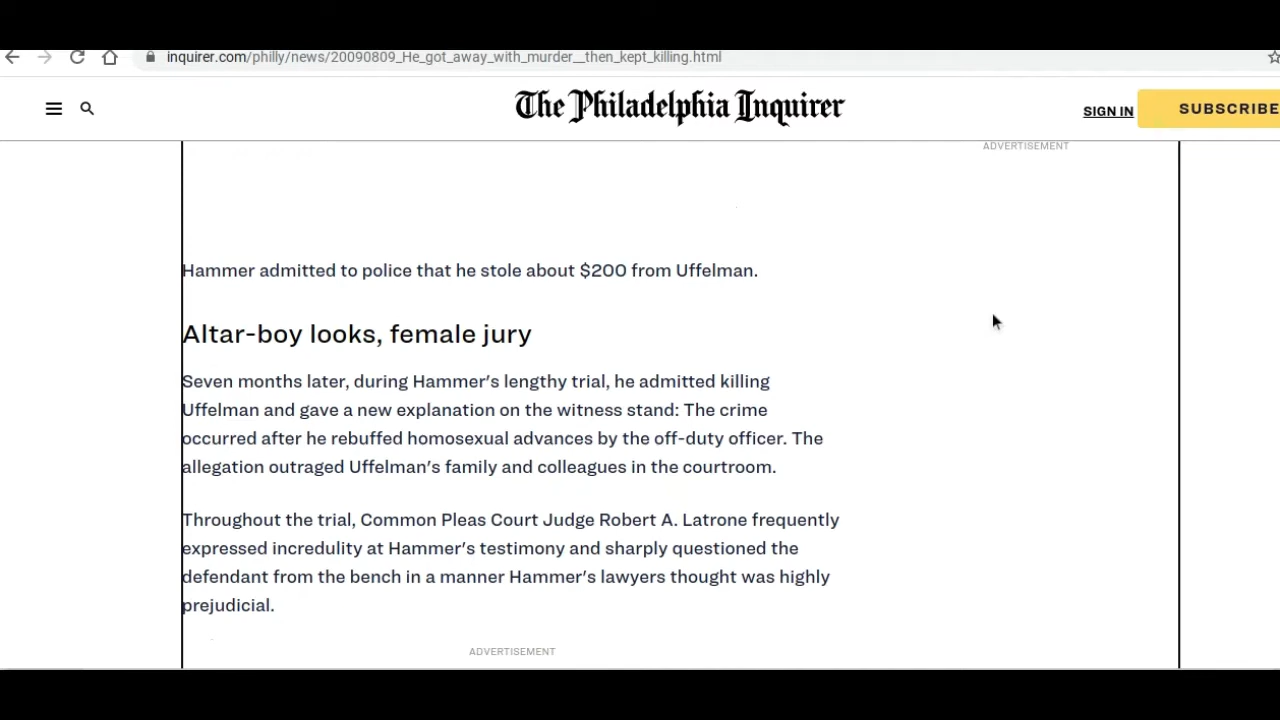 inquirer.com/philly/news/20090809_He_got_away_with_murder__then_kept_killing.html
The Philadelphia Inquirer
SIGN IN
SUBSCRIBE
ADVERTISEMENT
Hammer admitted to police that he stole about $200 from Uffelman.
Altar-boy looks, female jury
Seven months later, during Hammer's lengthy trial, he admitted killing
Uffelman and gave a new explanation on the witness stand: The crime
occurred after he rebuffed homosexual advances by the off-duty officer. The
allegation outraged Uffelman's family and colleagues in the courtroom.
Throughout the trial, Common Pleas Court Judge Robert A. Latrone frequently
expressed incredulity at Hammer's testimony and sharply questioned the
defendant from the bench in a manner Hammer's lawyers thought was highly
prejudicial.
ADVERTISEMENT